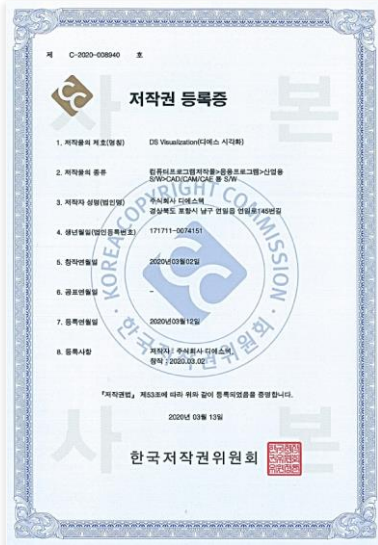 제 C-2020-008940 호
저작권 등록증
1. 저작물의 제호(명칭) DS Visualization(디에스 시각화)
2. 저작물의 종류 컴퓨터프로그램저작물>응용프로그램>산업용
S/W>CAD/CAM/CAE 툴 S/W
3. 저작자 성명(법인명) 주식회사 디에스텍
경상북도 포항시 남구 연일읍 연일로145번길
4. 생년월일(법인등록번호) 171711-0074151
5. 창작연월일 2020년03월02일
6. 공표연월일 -
7. 등록연월일 2020년03월12일
8. 등록사항 저작자 : 주식회사 디에스텍,
창작 : 2020.03.02
『저작권법』 제53조에 따라 위와 같이 등록되었음을 증명합니다.
2020년 03월 13일
한국저작권위원회
사 본
사 본
KOREA COPYRIGHT COMMISSION
한국저작권위원회